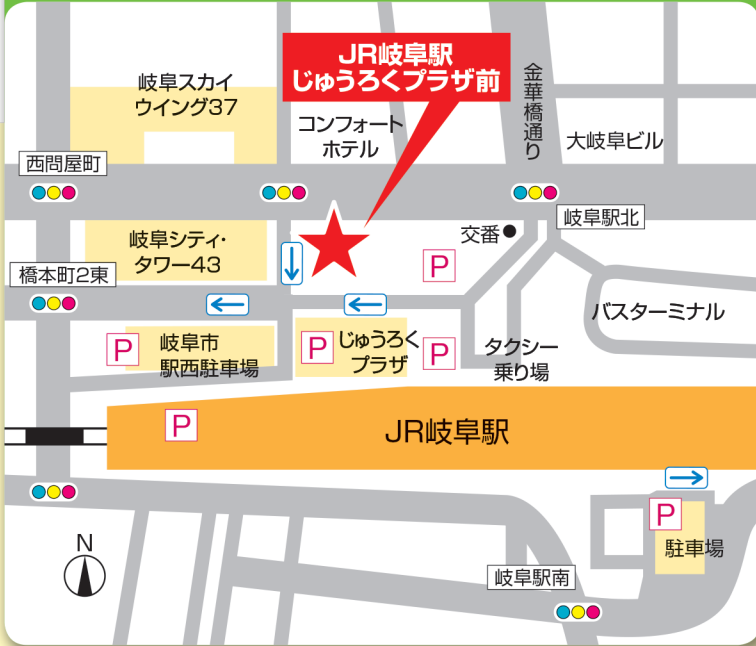 JR岐阜駅
じゅうろくプラザ前
岐阜スカイ
ウイング37
コンフォート
ホテル
金華橋通り
大岐阜ビル
西問屋町
岐阜駅北
交番
岐阜シティ・
タワー43
P
橋本町2東
バスターミナル
P
岐阜市
駅西駐車場
P
じゅうろく
プラザ
P
タクシー
乗り場
P
JR岐阜駅
P
駐車場
N
岐阜駅南